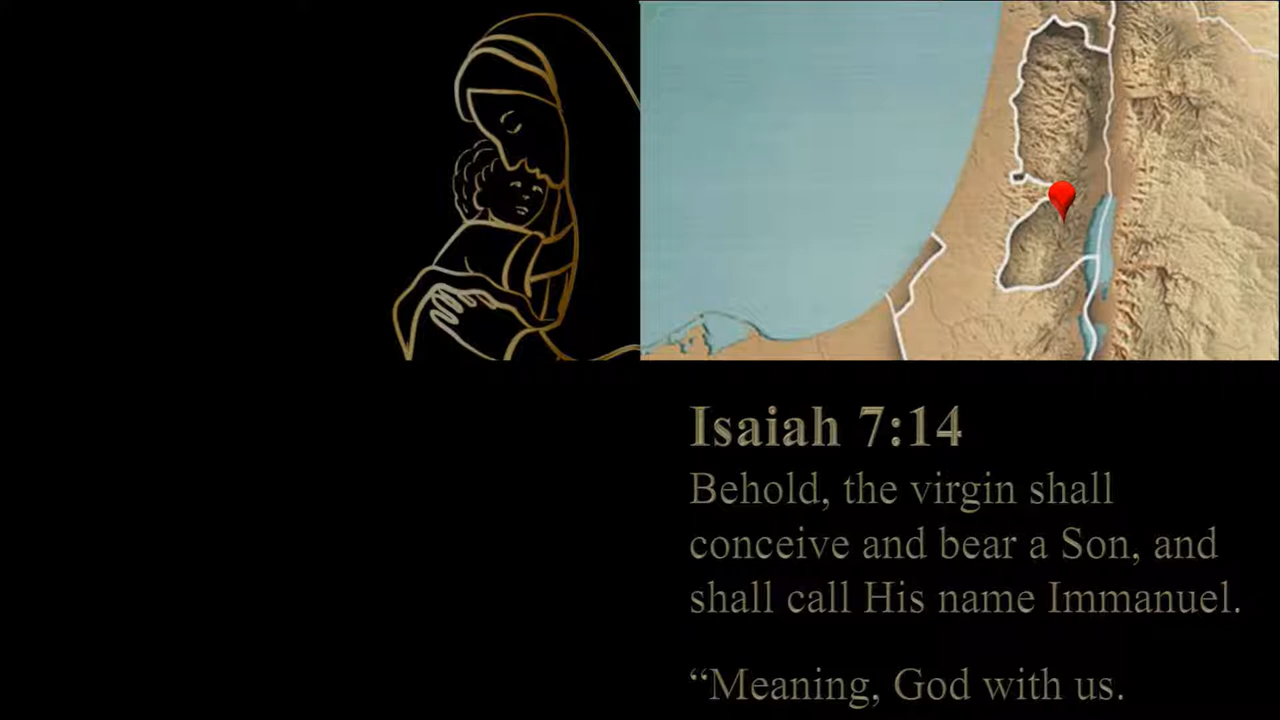 Isaiah 7:14
Behold, the virgin shall
conceive and bear a Son, and
shall call His name Immanuel.
“Meaning, God with us.